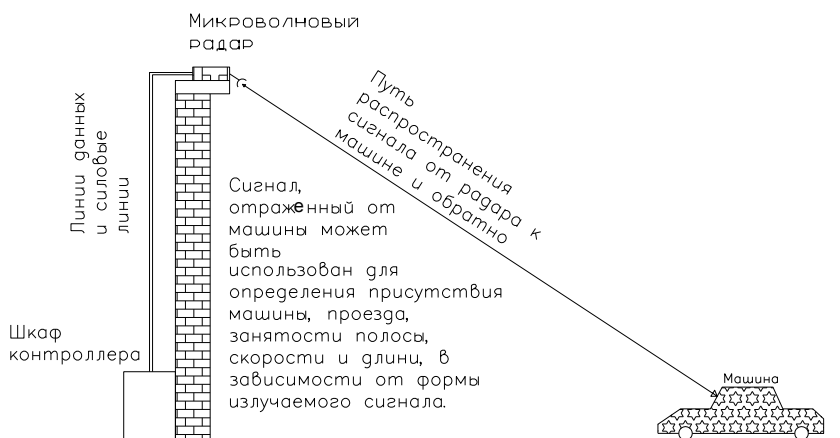 Микроволновый
радар
Путь
распространения
сигнала от радара к
машине и обратно
Линии данных
и силовые
линии
Сигнал,
отраженный от
машины может
быть
использован для
определения присутствия
машины, проезда,
занятости полосы,
скорости и длини, в
зависимости от формы
излучаемого сигнала.
Шкаф
контроллера
Машина